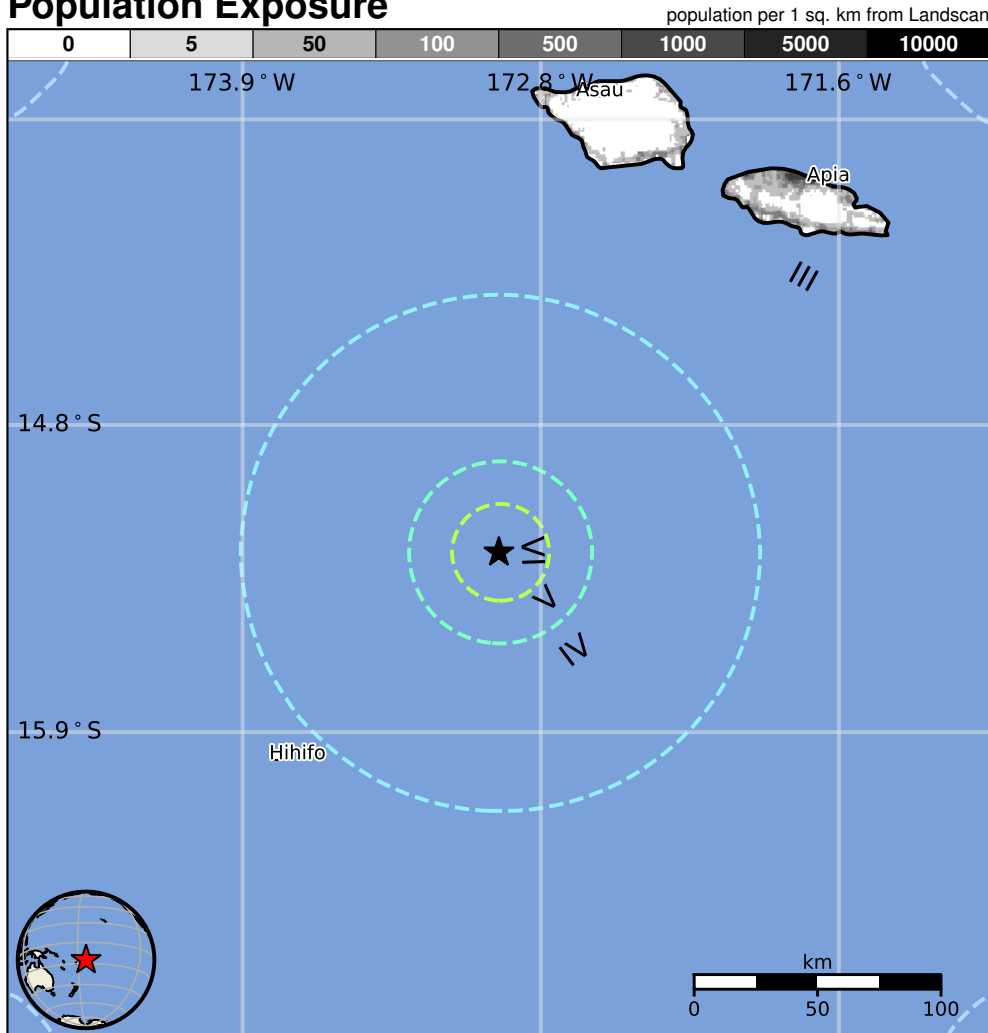 Population Exposure
population per 1 sq. km from Landscan
0 5 50 100 500 1000 5000 10000
173.9°W 172.8°W 171.6°W
Asau
Apia
III
14.8°S
VI
V
IV
15.9°S
Hihifo
km
0 50 100